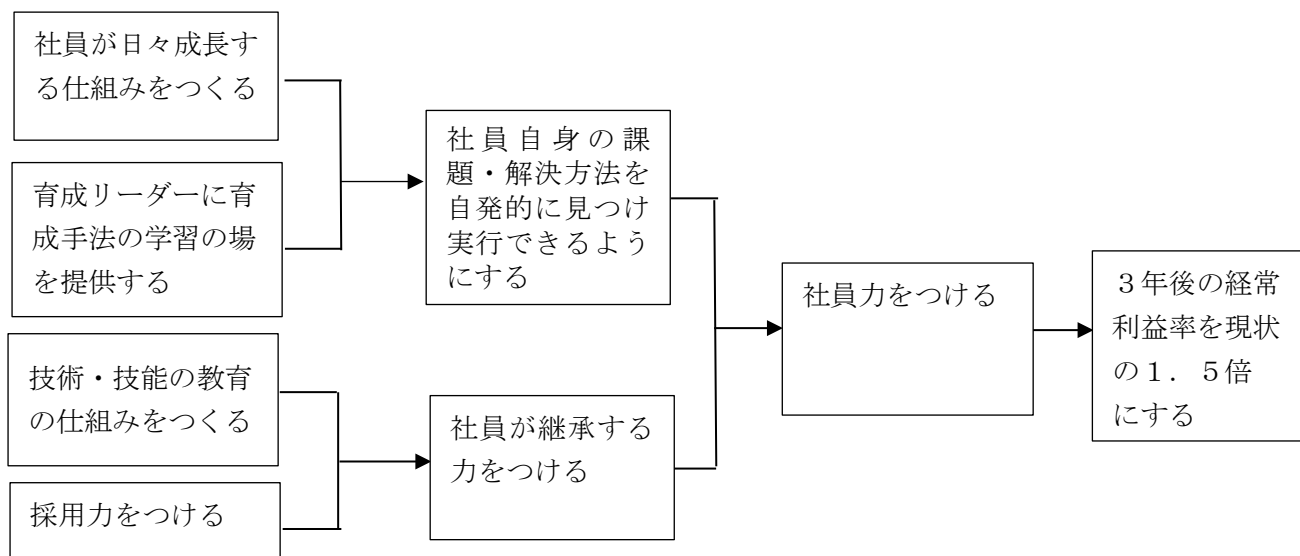 社員が日々成長す
る仕組みをつくる
育成リーダーに育
成手法の学習の場
を提供する
技術・技能の教育
の仕組みをつくる
採用力をつける
社員自身の課
題・解決方法を
自発的に見つけ
実行できるよう
にする
社員が継承する
力をつける
社員力をつける
３年後の経常
利益率を現状
の１．５倍
にする